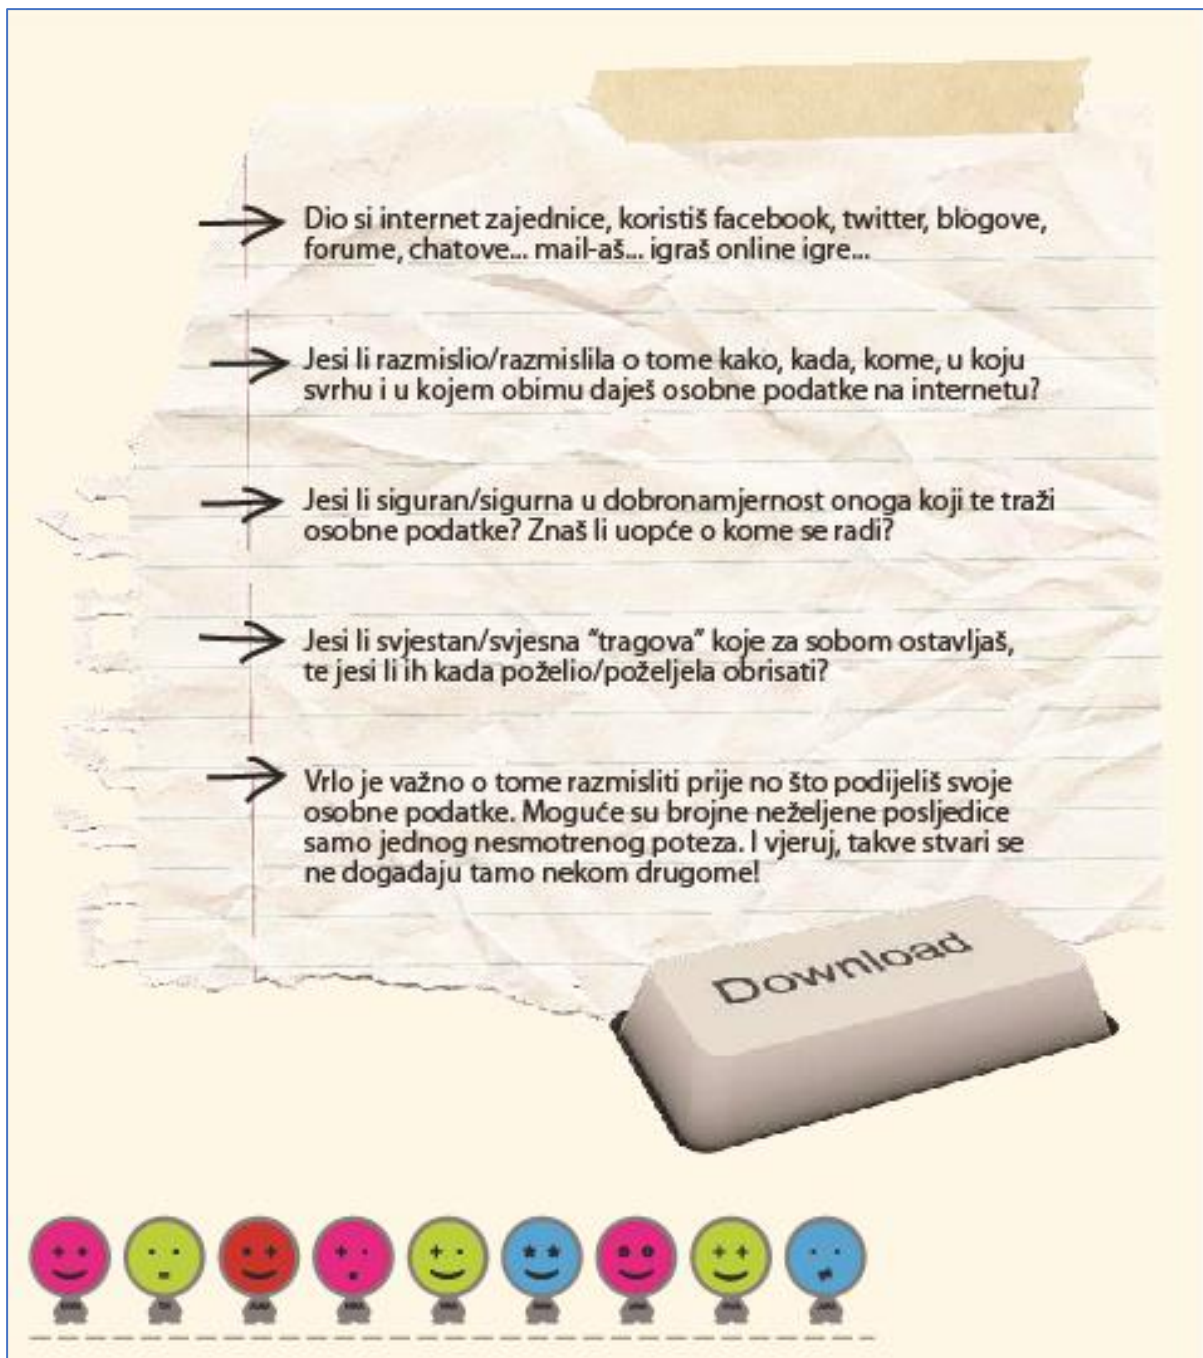 Dio si internet zajednice, koristiš facebook, twitter, blogove,
forume, chatove... mail-aš... igraš online igre...
Jesi li razmislio/razmislila o tome kako, kada, kome, u koju
svrhu i u kojem obimu daješ osobne podatke na internetu?
Jesi li siguran/sigurna u dobronamjernost onoga koji te traži
osobne podatke? Znaš li uopće o kome se radi?
Jesi li svjestan/svjesna “tragova” koje za sobom ostavljaš,
te jesi li ih kada poželio/poželjela obrisati?
Vrlo je važno o tome razmisliti prije no što podijeliš svoje
osobne podatke. Moguće su brojne neželjene posljedice
samo jednog nesmotrenog poteza. I vjeruj, takve stvari se
ne događaju tamo nekom drugome!
Download